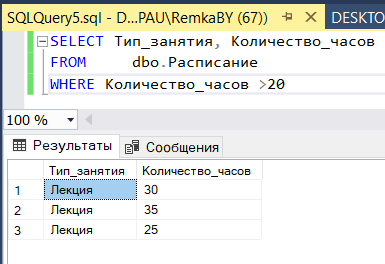 SQLQuery5.sql - D...PAU\RemkaBY (67))* DESKTO
SELECT Тип_занятия, Количество_часов
FROM dbo.Расписание
WHERE Количество_часов >20
100 %
Результаты Сообщения
Тип_занятия Количество_часов
1 Лекция 30
2 Лекция 35
3 Лекция 25